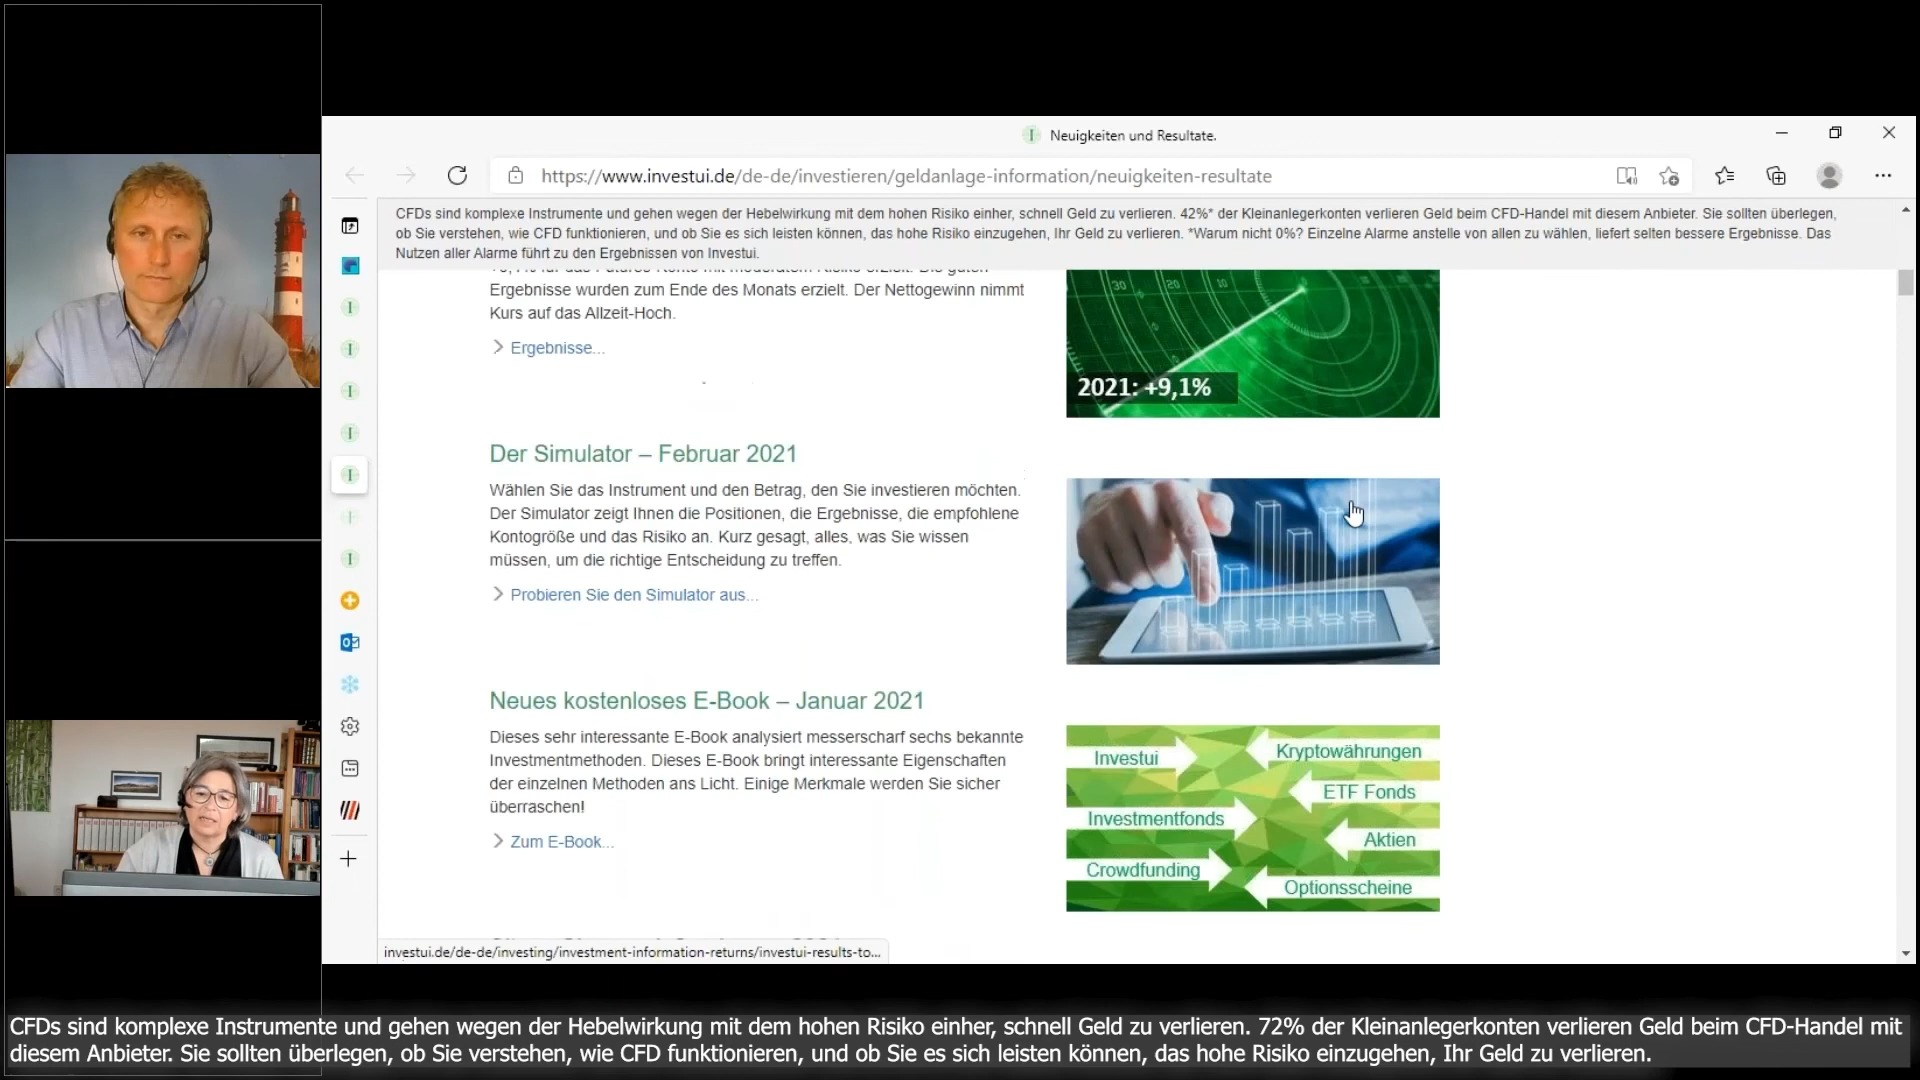 Neuigkeiten und Resultate.
https://www.investui.de/de-de/investieren/geldanlage-information/neuigkeiten-resultate
CFDs sind komplexe Instrumente und gehen wegen der Hebelwirkung mit dem hohen Risiko einher, schnell Geld zu verlieren. 42%* der Kleinanlegerkonten verlieren Geld beim CFD-Handel mit diesem Anbieter. Sie sollten überlegen,
ob Sie verstehen, wie CFD funktionieren, und ob Sie es sich leisten können, das hohe Risiko einzugehen, Ihr Geld zu verlieren. *Warum nicht 0%? Einzelne Alarme anstelle von allen zu wählen, liefert selten bessere Ergebnisse. Das
Nutzen aller Alarme führt zu den Ergebnissen von Investui.
für das Futures-Konto mit moderatem Risiko erzielt. Die guten
Ergebnisse wurden zum Ende des Monats erzielt. Der Nettogewinn nimmt
Kurs auf das Allzeit-Hoch.
Ergebnisse...
30 20 10
2021: +9,1%
Der Simulator – Februar 2021
Wählen Sie das Instrument und den Betrag, den Sie investieren möchten.
Der Simulator zeigt Ihnen die Positionen, die Ergebnisse, die empfohlene
Kontogröße und das Risiko an. Kurz gesagt, alles, was Sie wissen
müssen, um die richtige Entscheidung zu treffen.
Probieren Sie den Simulator aus...
Neues kostenloses E-Book – Januar 2021
Dieses sehr interessante E-Book analysiert messerscharf sechs bekannte
Investmentmethoden. Dieses E-Book bringt interessante Eigenschaften
der einzelnen Methoden ans Licht. Einige Merkmale werden Sie sicher
überraschen!
Zum E-Book...
Investui
Kryptowährungen
ETF Fonds
Investmentfonds
Aktien
Crowdfunding
Optionsscheine
investui.de/de-de/investing/investment-information-returns/investui-results-to...
CFDs sind komplexe Instrumente und gehen wegen der Hebelwirkung mit dem hohen Risiko einher, schnell Geld zu verlieren. 72% der Kleinanlegerkonten verlieren Geld beim CFD-Handel mit
diesem Anbieter. Sie sollten überlegen, ob Sie verstehen, wie CFD funktionieren, und ob Sie es sich leisten können, das hohe Risiko einzugehen, Ihr Geld zu verlieren.